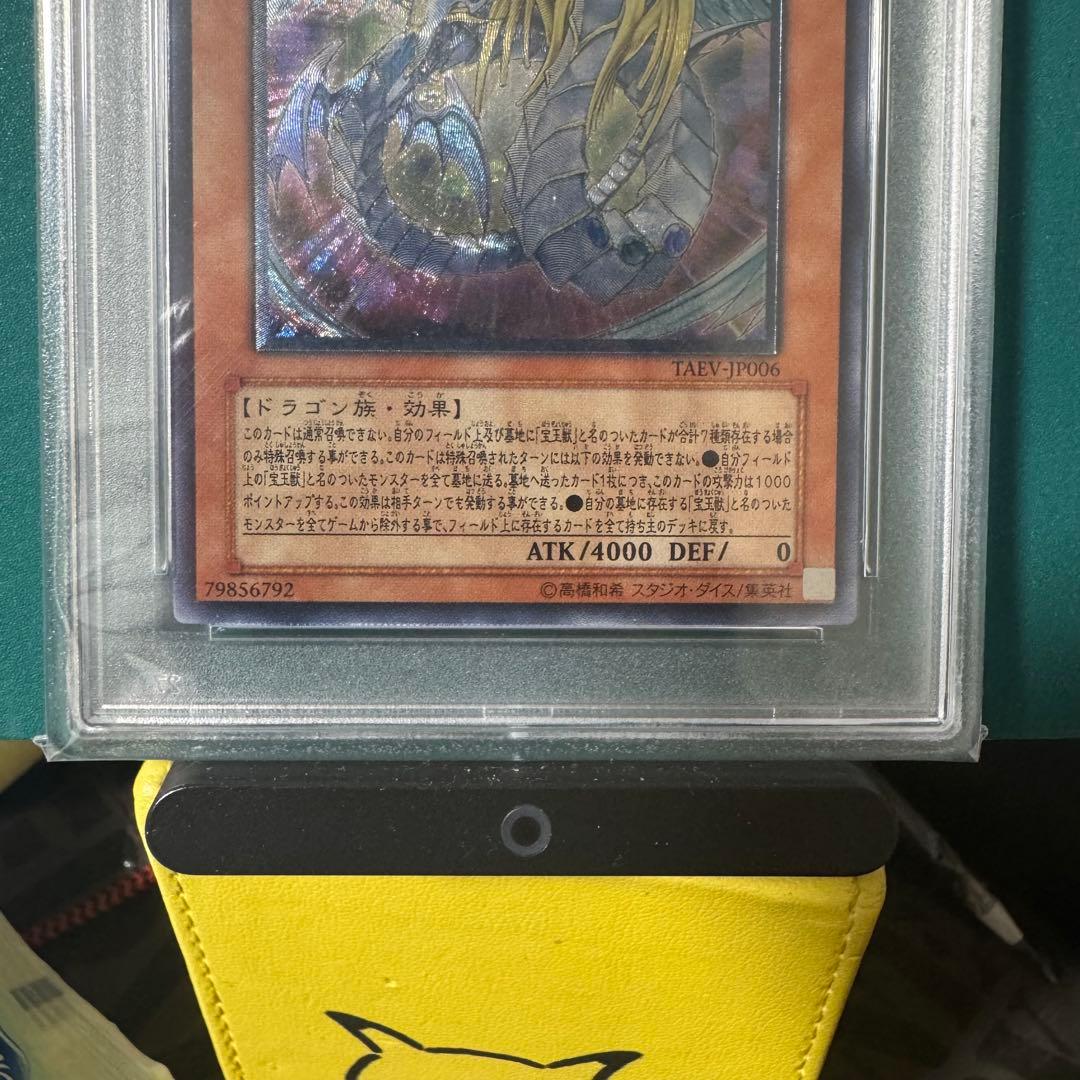 TAEV-JP006
【ドラゴン族・効果】
このカードは通常召喚できない。自分のフィールド上及び墓地に「宝玉獣」と名のついたカードが合計7種類存在する場合
のみ特殊召喚する事ができる。このカードは特殊召喚されたターンには以下の効果を発動できない。●自分フィールド
上の「宝玉獣」と名のついたモンスターを全て墓地に送る。墓地へ送ったカード1枚につき、このカードの攻撃力は1000
ポイントアップする。この効果は相手ターンでも発動する事ができる。●自分の墓地に存在する「宝玉獣」と名のついた
モンスターを全てゲームから除外する事で、フィールド上に存在するカードを全て持ち主のデッキに戻す。
ATK/4000 DEF/ 0
79856792 ©高橋和希 スタジオ・ダイス/集英社